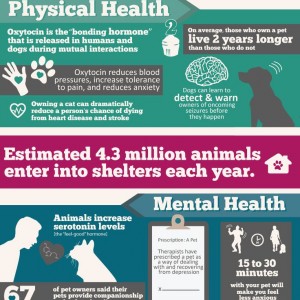 Physical Health
Oxytocin is the "bonding hormone"
that is released in humans and
dogs during mutual interactions
On average, those who own a pet
live 2 years longer
than those who do not
Oxytocin reduces blood
pressures, increase tolerance
to pain, and reduces anxiety
Dogs can learn to
detect & warn
owners of oncoming
seizures before
they happen
Owning a cat can dramatically
reduce a person's chance of dying
from heart disease and stroke
Estimated 4.3 million animals
enter into shelters each year.
Mental Health
Animals increase
serotonin levels
(the "feel-good" hormone)
Prescription: A Pet
Therapists have
prescribed a pet as
a way of dealing
with and recovering
from depression
15 to 30
minutes
with your pet will
make you feel
less anxious
67
of pet owners said their
pets provide companionship